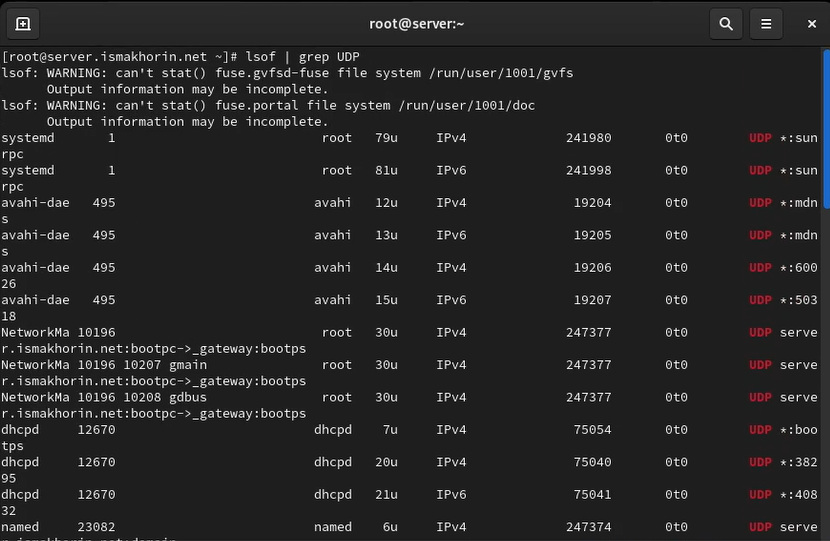 root@server:~
[root@server.ismakhorin.net ~]# lsof | grep UDP
lsof: WARNING: can't stat() fuse.gvfsd-fuse file system /run/user/1001/gvfs
      Output information may be incomplete.
lsof: WARNING: can't stat() fuse.portal file system /run/user/1001/doc
      Output information may be incomplete.
systemd       1                          root   79u     IPv4             241980       0t0        UDP *:sun
rpc
systemd       1                          root   81u     IPv6             241998       0t0        UDP *:sun
rpc
avahi-dae   495                         avahi   12u     IPv4              19204       0t0        UDP *:mdn
s
avahi-dae   495                         avahi   13u     IPv6              19205       0t0        UDP *:mdn
s
avahi-dae   495                         avahi   14u     IPv4              19206       0t0        UDP *:600
26
avahi-dae   495                         avahi   15u     IPv6              19207       0t0        UDP *:503
18
NetworkMa 10196                          root   30u     IPv4             247377       0t0        UDP serve
r.ismakhorin.net:bootpc->_gateway:bootps
NetworkMa 10196 10207 gmain              root   30u     IPv4             247377       0t0        UDP serve
r.ismakhorin.net:bootpc->_gateway:bootps
NetworkMa 10196 10208 gdbus              root   30u     IPv4             247377       0t0        UDP serve
r.ismakhorin.net:bootpc->_gateway:bootps
dhcpd     12670                         dhcpd    7u     IPv4              75054       0t0        UDP *:boo
tps
dhcpd     12670                         dhcpd   20u     IPv4              75040       0t0        UDP *:382
95
dhcpd     12670                         dhcpd   21u     IPv6              75041       0t0        UDP *:408
32
named     23082                         named    6u     IPv4             247374       0t0        UDP serve